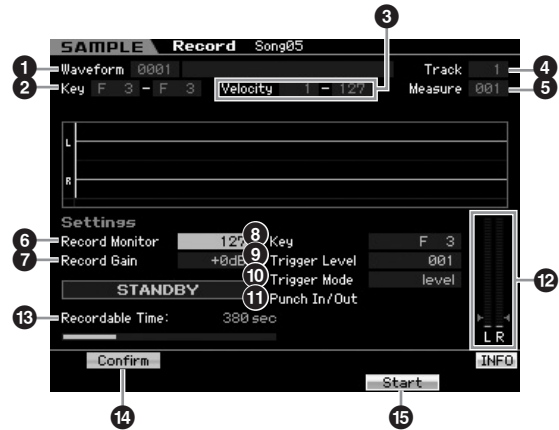 3
SAMPLE Record Song05
1 Waveform 0001 Track 1 4
2 Key F 3 - F 3 Velocity 1 - 127 Measure 001 5
L
R
Settings
6 Record Monitor 127 8 Key F 3
7 Record Gain +0dB 9 Trigger Level 001
10 Trigger Mode level 12
STANDBY 11 Punch In/Out
13 Recordable Time: 380 sec
L R
Confirm INFO
Start
14 15